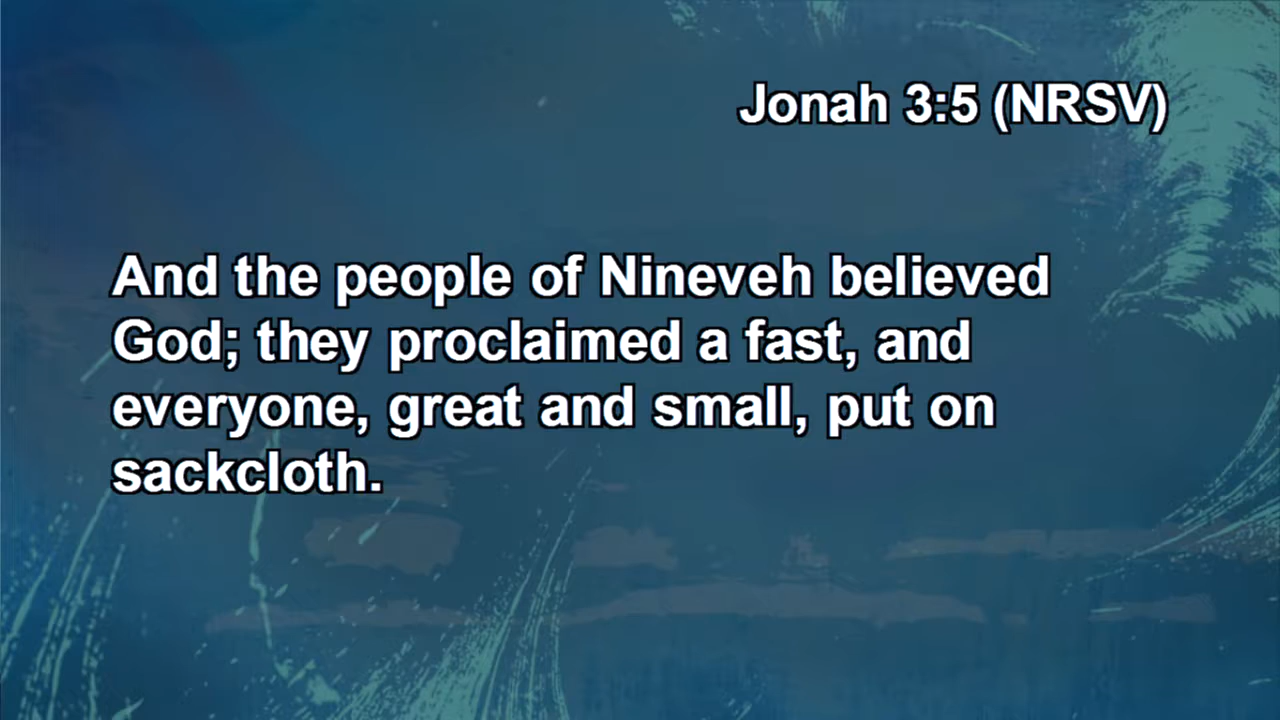 Jonah 3:5 (NRSV)
And the people of Nineveh believed
God; they proclaimed a fast, and
everyone, great and small, put on
sackcloth.